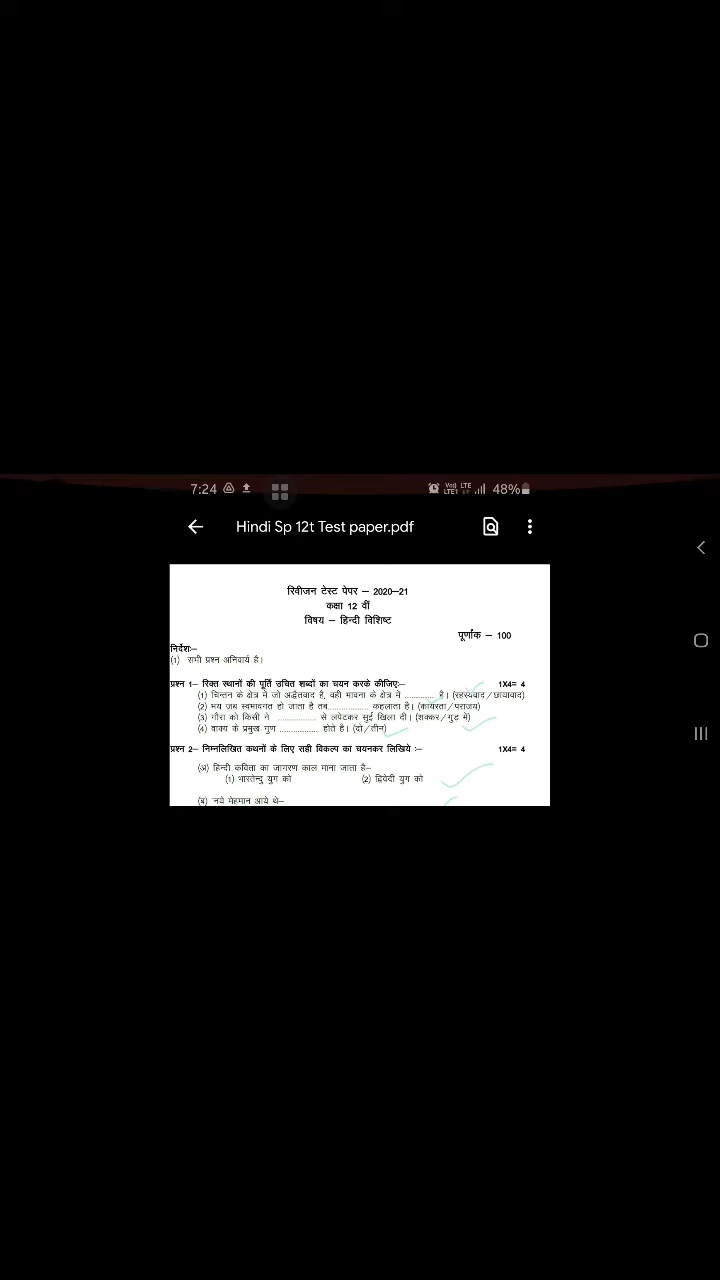 7:24 Vo)) LTE LTE1 48%
Hindi Sp 12t Test paper.pdf
रिवीजन टेस्ट पेपर – 2020–21
कक्षा 12 वीं
विषय – हिन्दी विशिष्ट
पूर्णांक – 100
निर्देशः–
(1) सभी प्रश्न अनिवार्य है।
प्रश्न 1– रिक्त स्थानों की पूर्ति उचित शब्दों का चयन करके कीजिए:– 1X4= 4
(1) चिन्तन के क्षेत्र में जो अद्वैतवाद है, वही भावना के क्षेत्र मे .............. है। (रहस्यवाद/छायावाद)
(2) भय जब स्वभावगत हो जाता है तब.................. कहलाता है। (कायरता/पराजय)
(3) गौरा को किसी ने ................. से लपेटकर सुई खिला दी। (शक्कर/गुड़ में)
(4) वाक्य के प्रमुख गुण ................. होते है। (दो/तीन)
प्रश्न 2– निम्नलिखित कथनों के लिए सही विकल्प का चयनकर लिखिये :– 1X4= 4
(अ) हिन्दी कविता का जागरण काल माना जाता है–
(1) भारतेन्दु युग को (2) द्विवेदी युग को
(ब) 'नये मेहमान आये थे–